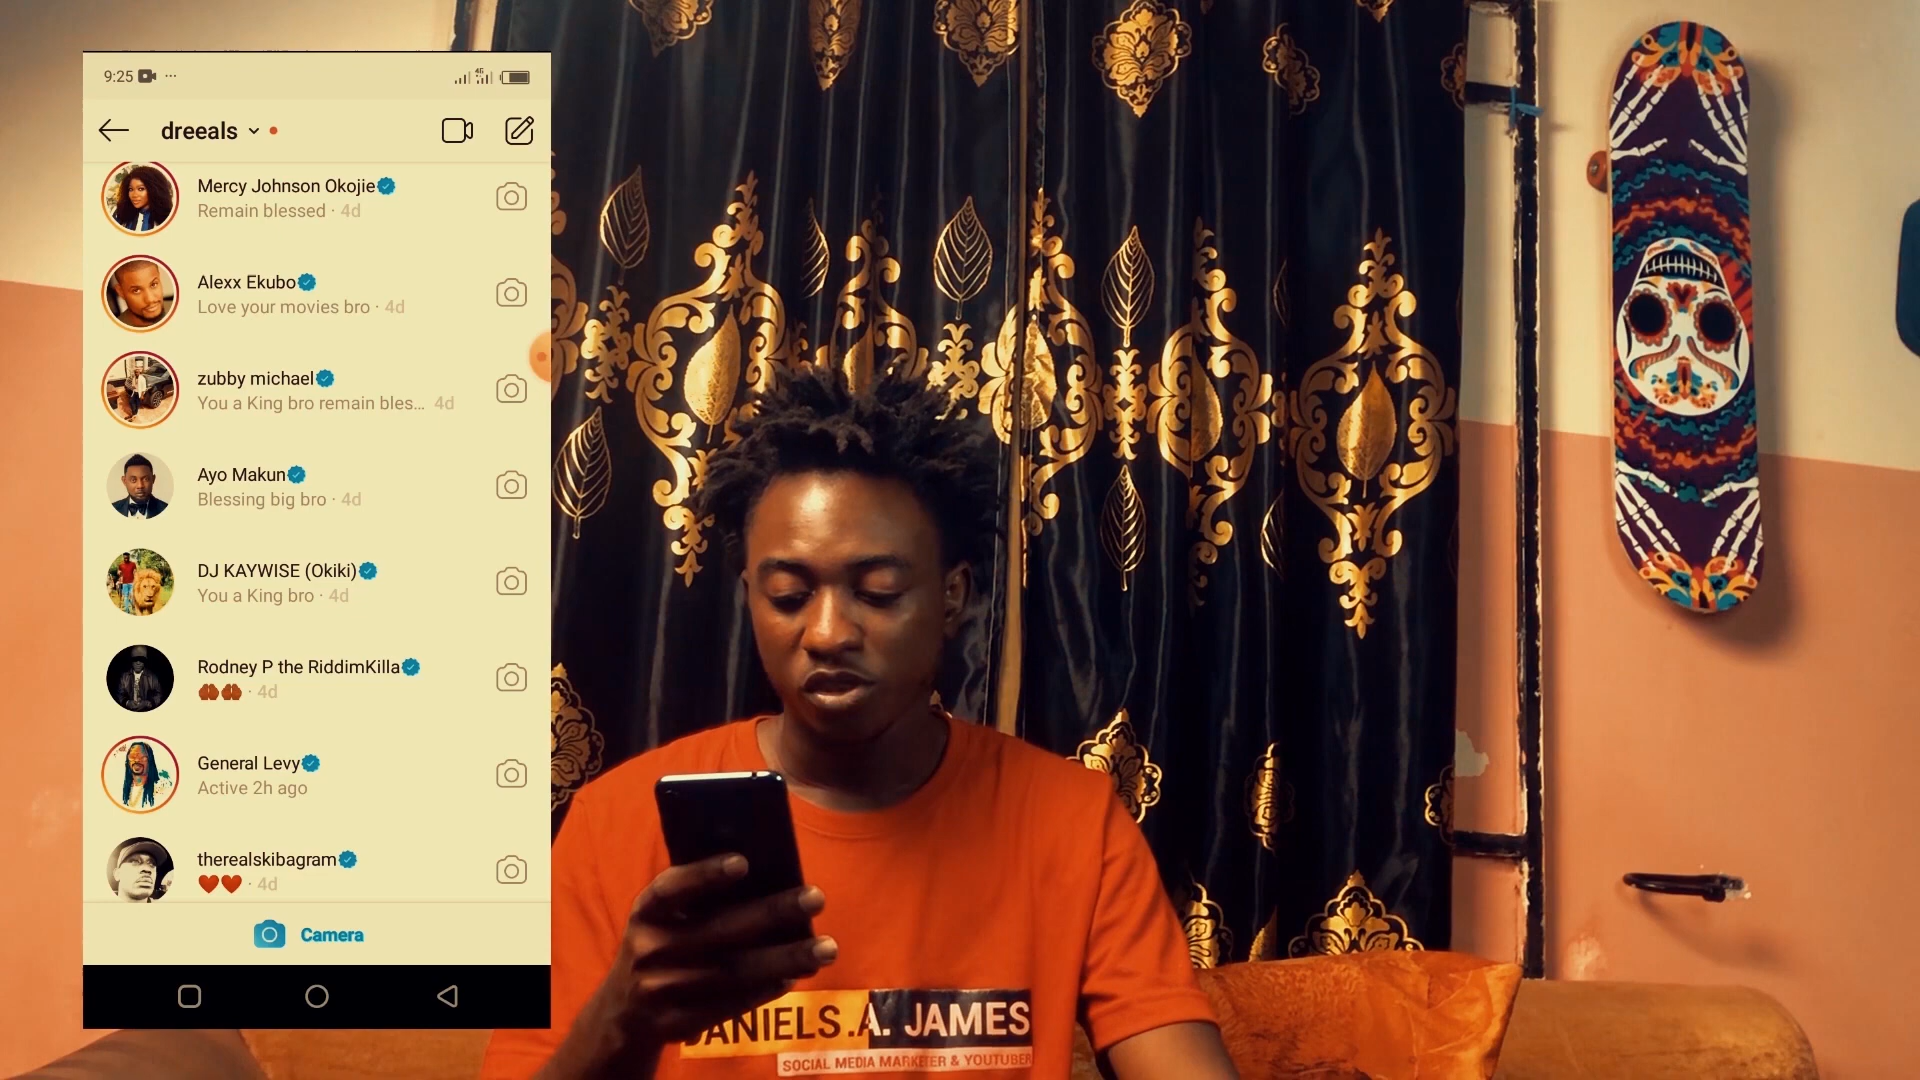 9:25
4G
dreeals
Mercy Johnson Okojie
Remain blessed · 4d
Alexx Ekubo
Love your movies bro · 4d
zubby michael
You a King bro remain bles... 4d
Ayo Makun
Blessing big bro · 4d
DJ KAYWISE (Okiki)
You a King bro · 4d
Rodney P the RiddimKilla
🤲🏾🤲🏾 · 4d
General Levy
Active 2h ago
therealskibagram
❤️❤️ · 4d
Camera
DANIELS .A. JAMES
SOCIAL MEDIA MARKETER & YOUTUBER